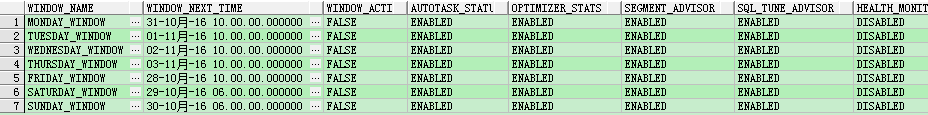 WINDOW_NAME WINDOW_NEXT_TIME WINDOW_ACTI AUTOTASK_STATU OPTIMIZER_STATS SEGMENT_ADVISOR SQL_TUNE_ADVISOR HEALTH_MONIT
1 MONDAY_WINDOW ... 31-10月-16 10.00.00.000000 ... FALSE ENABLED ENABLED ENABLED ENABLED DISABLED
2 TUESDAY_WINDOW ... 01-11月-16 10.00.00.000000 ... FALSE ENABLED ENABLED ENABLED ENABLED DISABLED
3 WEDNESDAY_WINDOW ... 02-11月-16 10.00.00.000000 ... FALSE ENABLED ENABLED ENABLED ENABLED DISABLED
4 THURSDAY_WINDOW ... 03-11月-16 10.00.00.000000 ... FALSE ENABLED ENABLED ENABLED ENABLED DISABLED
5 FRIDAY_WINDOW ... 28-10月-16 10.00.00.000000 ... FALSE ENABLED ENABLED ENABLED ENABLED DISABLED
6 SATURDAY_WINDOW ... 29-10月-16 06.00.00.000000 ... FALSE ENABLED ENABLED ENABLED ENABLED DISABLED
7 SUNDAY_WINDOW ... 30-10月-16 06.00.00.000000 ... FALSE ENABLED ENABLED ENABLED ENABLED DISABLED